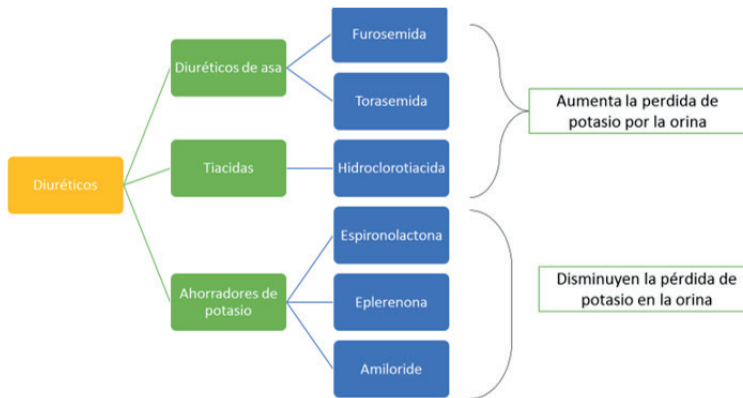 Diuréticos
Diuréticos de asa
Tiacidas
Ahorradores de
potasio
Furosemida
Torasemida
Hidroclorotiacida
Espironolactona
Eplerenona
Amiloride
Aumenta la perdida de
potasio por la orina
Disminuyen la pérdida de
potasio en la orina